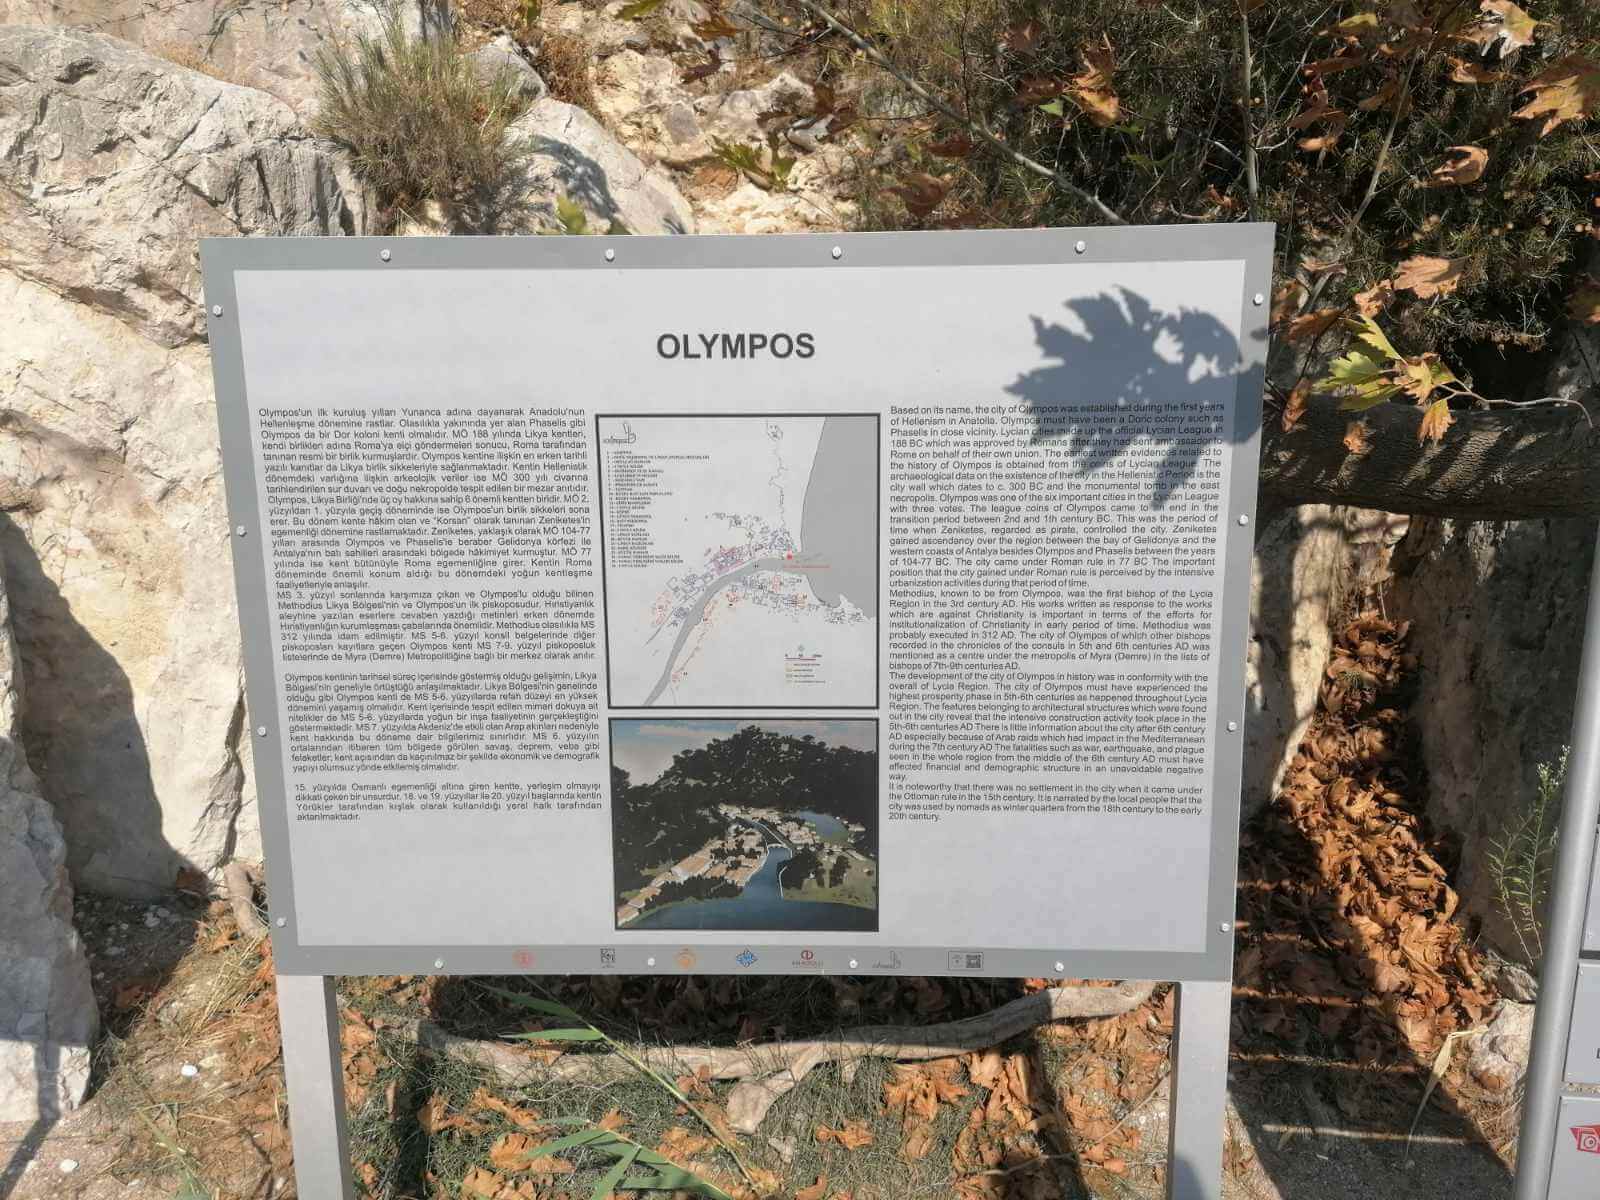 OLYMPOS
Olympos'un ilk kuruluş yılları Yunanca adına dayanarak Anadolu'nun
Hellenleşme dönemine rastlar. Olasılıkla yakınında yer alan Phaselis gibi
Olympos da bir Dor koloni kenti olmalıdır. MÖ 188 yılında Likya kentleri,
kendi birlikleri adına Roma'ya elçi göndermeleri sonucu, Roma tarafından
tanınan resmi bir birlik kurmuşlardır. Olympos kentine ilişkin en erken tarihli
yazılı kanıtlar da Likya birlik sikkeleriyle sağlanmaktadır. Kentin Hellenistik
dönemdeki varlığına ilişkin arkeolojik veriler ise MÖ 300 yılı civarına
tarihlendirilen sur duvarı ve doğu nekropolde tespit edilen bir mezar anıtıdır.
Olympos, Likya Birliği'nde üç oy hakkına sahip 6 önemli kentten biridir. MÖ 2.
yüzyıldan 1. yüzyıla geçiş döneminde ise Olympos'un birlik sikkeleri sona
erer. Bu dönem kente hâkim olan ve "Korsan" olarak tanınan Zeniketes'in
egemenliği dönemine rastlamaktadır. Zeniketes, yaklaşık olarak MÖ 104-77
yılları arasında Olympos ve Phaselis'le beraber Gelidonya körfezi ile
Antalya'nın batı sahilleri arasındaki bölgede hâkimiyet kurmuştur. MÖ 77
yılında ise kent bütünüyle Roma egemenliğine girer. Kentin Roma
döneminde önemli konum aldığı bu dönemdeki yoğun kentleşme
faaliyetleriyle anlaşılır.
MS 3. yüzyıl sonlarında karşımıza çıkan ve Olympos'lu olduğu bilinen
Methodius Likya Bölgesi'nin ve Olympos'un ilk piskoposudur. Hıristiyanlık
aleyhine yazılan eserlere cevaben yazdığı metinleri erken dönemde
Hıristiyanlığın kurumlaşması çabalarında önemlidir. Methodius olasılıkla MS
312 yılında idam edilmiştir. MS 5-6. yüzyıl konsil belgelerinde diğer
piskoposları kayıtlara geçen Olympos kenti MS 7-9. yüzyıl piskoposluk
listelerinde de Myra (Demre) Metropolitliğine bağlı bir merkez olarak anılır.
Olympos kentinin tarihsel süreç içerisinde göstermiş olduğu gelişimin, Likya
Bölgesi'nin geneliyle örtüştüğü anlaşılmaktadır. Likya Bölgesi'nin genelinde
olduğu gibi Olympos kenti de MS 5-6. yüzyıllarda refah düzeyi en yüksek
dönemini yaşamış olmalıdır. Kent içerisinde tespit edilen mimari dokuya ait
nitelikler de MS 5-6. yüzyıllarda yoğun bir inşa faaliyetinin gerçekleştiğini
göstermektedir. MS 7. yüzyılda Akdeniz'de etkili olan Arap akınları nedeniyle
kent hakkında bu döneme dair bilgilerimiz sınırlıdır. MS 6. yüzyılın
ortalarından itibaren tüm bölgede görülen savaş, deprem, veba gibi
felaketler; kent açısından da kaçınılmaz bir şekilde ekonomik ve demografik
yapıyı olumsuz yönde etkilemiş olmalıdır.
15. yüzyılda Osmanlı egemenliği altına giren kentte, yerleşim olmayışı
dikkati çeken bir unsurdur. 18. ve 19. yüzyıllar ile 20. yüzyıl başlarında kentin
Yörükler tarafından kışlak olarak kullanıldığı yerel halk tarafından
aktarılmaktadır.
Based on its name, the city of Olympos was established during the first years
of Hellenism in Anatolia. Olympos must have been a Doric colony such as
Phaselis in close vicinity. Lycian cities made up the official Lycian League in
188 BC which was approved by Romans after they had sent ambassador to
Rome on behalf of their own union. The earliest written evidences related to
the history of Olympos is obtained from the coins of Lycian League. The
archaeological data on the existence of the city in the Hellenistic Period is the
city wall which dates to c. 300 BC and the monumental tomb in the east
necropolis. Olympos was one of the six important cities in the Lycian League
with three votes. The league coins of Olympos came to an end in the
transition period between 2nd and 1th century BC. This was the period of
time when Zeniketes, regarded as pirate, controlled the city. Zeniketes
gained ascendancy over the region between the bay of Gelidonya and the
western coasts of Antalya besides Olympos and Phaselis between the years
of 104-77 BC. The city came under Roman rule in 77 BC The important
position that the city gained under Roman rule is perceived by the intensive
urbanization activities during that period of time.
Methodius, known to be from Olympos, was the first bishop of the Lycia
Region in the 3rd century AD. His works written as response to the works
which are against Christianity is important in terms of the efforts for
institutionalization of Christianity in early period of time. Methodius was
probably executed in 312 AD. The city of Olympos of which other bishops
recorded in the chronicles of the consuls in 5th and 6th centuries AD was
mentioned as a centre under the metropolis of Myra (Demre) in the lists of
bishops of 7th-9th centuries AD.
The development of the city of Olympos in history was in conformity with the
overall of Lycia Region. The city of Olympos must have experienced the
highest prosperity phase in 5th-6th centuries as happened throughout Lycia
Region. The features belonging to architectural structures which were found
out in the city reveal that the intensive construction activity took place in the
5th-6th centuries AD There is little information about the city after 6th century
AD especially because of Arab raids which had impact in the Mediterranean
during the 7th century AD The fatalities such as war, earthquake, and plague
seen in the whole region from the middle of the 6th century AD must have
affected financial and demographic structure in an unavoidable negative
way.
It is noteworthy that there was no settlement in the city when it came under
the Ottoman rule in the 15th century. It is narrated by the local people that the
city was used by nomads as winter quarters from the 18th century to the early
20th century.
ANADOLU